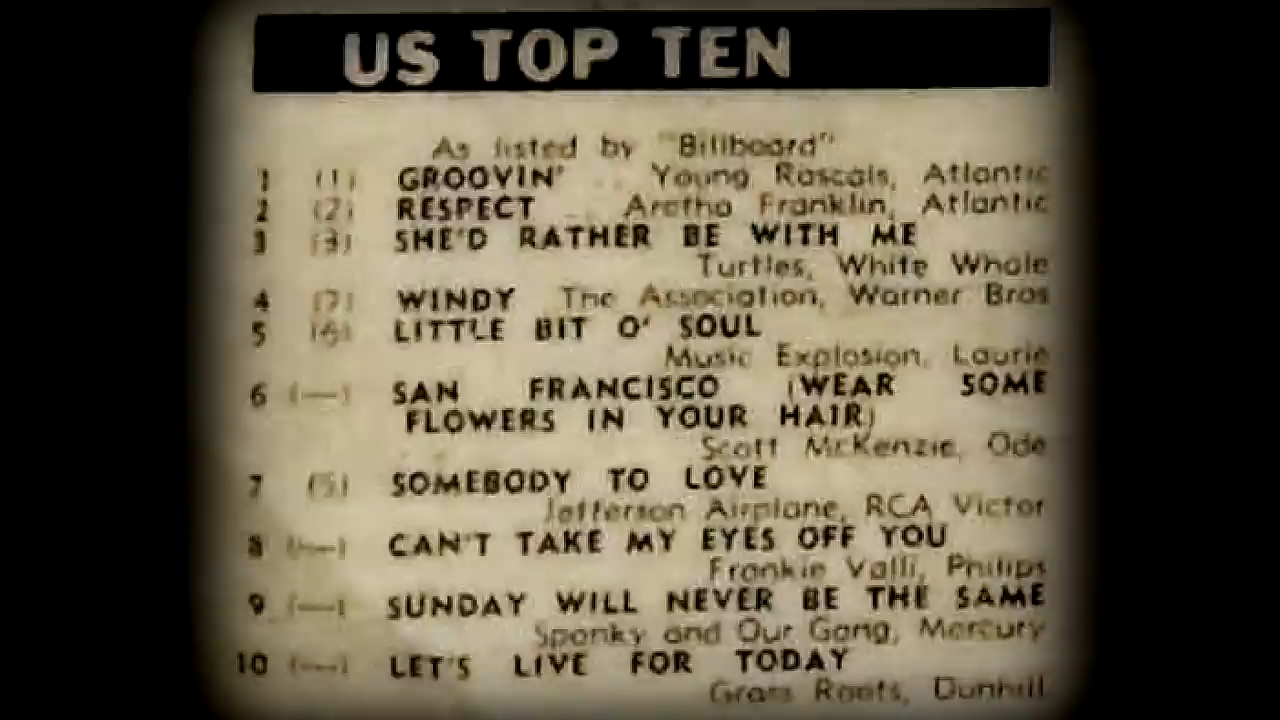 US TOP TEN
As listed by "Billboard"
1 (1) GROOVIN' .. Young Rascals, Atlantic
2 (2) RESPECT .. Aretha Franklin, Atlantic
3 SHE'D RATHER BE WITH ME
Turtles, White Whale
4 (7) WINDY The Association, Warner Bros
5 LITTLE BIT O' SOUL
Music Explosion, Laurie
6 (—) SAN FRANCISCO (WEAR SOME
FLOWERS IN YOUR HAIR)
Scott McKenzie, Ode
7 (5) SOMEBODY TO LOVE
Jefferson Airplane, RCA Victor
8 (—) CAN'T TAKE MY EYES OFF YOU
Frankie Valli, Philips
9 (—) SUNDAY WILL NEVER BE THE SAME
Spanky and Our Gang, Mercury
10 (—) LET'S LIVE FOR TODAY
Grass Roots, Dunhill